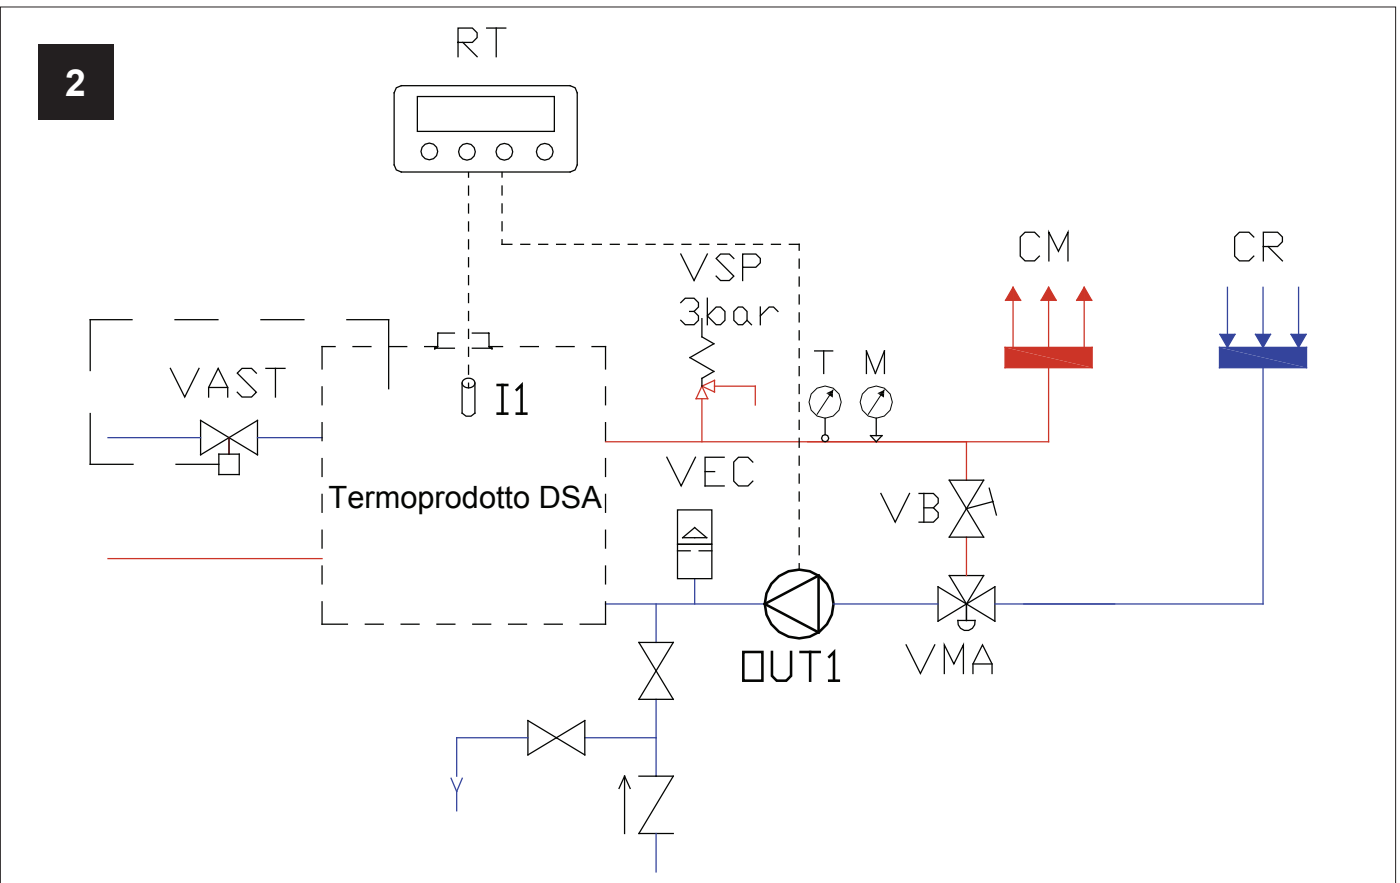 2
RT
VSP
3bar
CM
CR
T
M
VAST
I1
VEC
Termoprodotto DSA
VB
OUT1
VMA